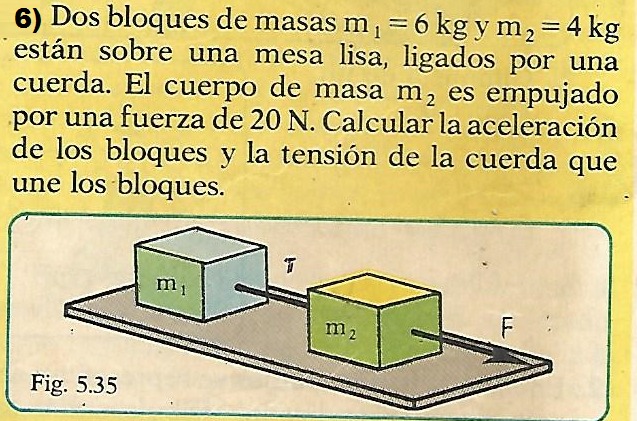 6) Dos bloques de masas m₁ = 6 kg y m₂ = 4 kg
están sobre una mesa lisa, ligados por una
cuerda. El cuerpo de masa m₂ es empujado
por una fuerza de 20 N. Calcular la aceleración
de los bloques y la tensión de la cuerda que
une los bloques.
T
m₁
m₂
F
Fig. 5.35